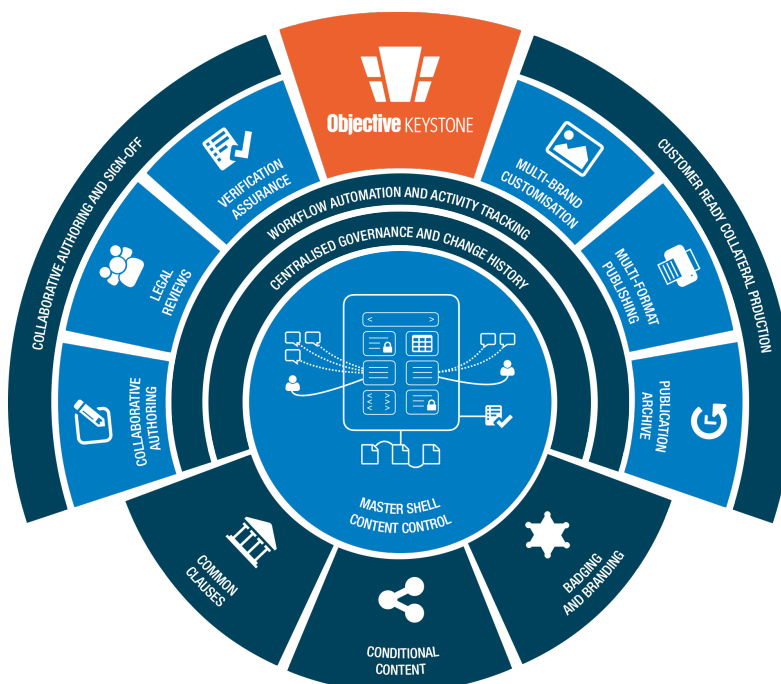 Objective KEYSTONE
COLLABORATIVE AUTHORING AND SIGN-OFF
VERIFICATION
ASSURANCE
LEGAL
REVIEWS
COLLABORATIVE
AUTHORING
CUSTOMER READY COLLATERAL PRDUCTION
MULTI-BRAND
CUSTOMISATION
MULTI-FORMAT
PUBLISHING
PUBLICATION
ARCHIVE
WORKFLOW AUTOMATION AND ACTIVITY TRACKING
CENTRALISED GOVERNANCE AND CHANGE HISTORY
MASTER SHELL
CONTENT CONTROL
COMMON
CLAUSES
CONDITIONAL
CONTENT
BADGING
AND BRANDING